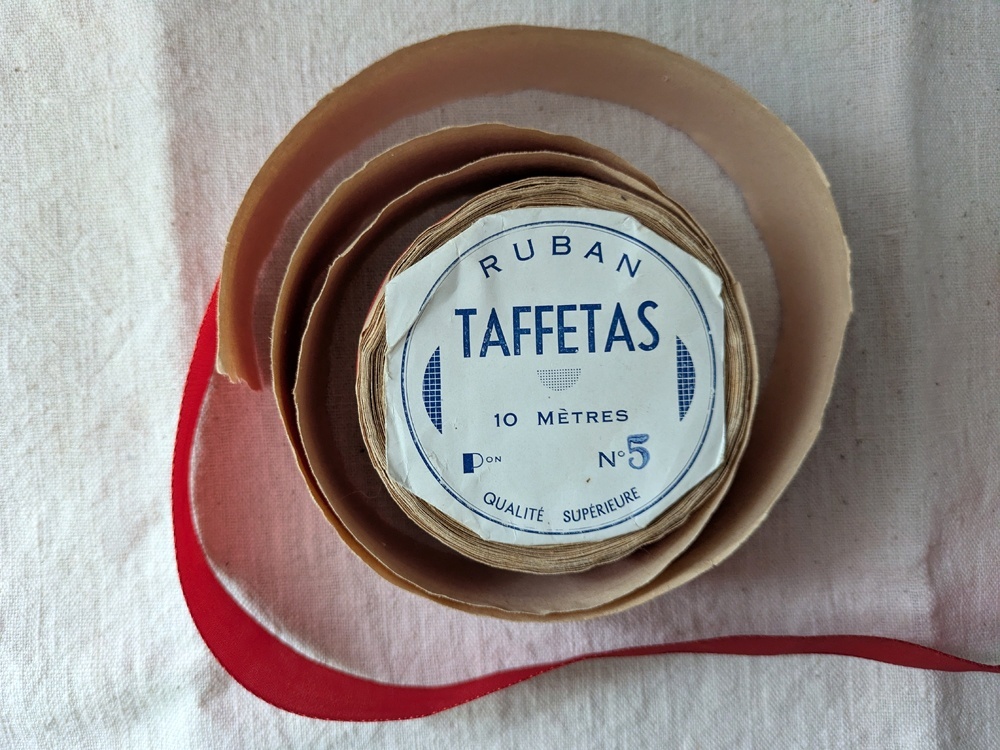 RUBAN
TAFFETAS
10 MÈTRES
Don N° 5
QUALITÉ SUPÉRIEURE